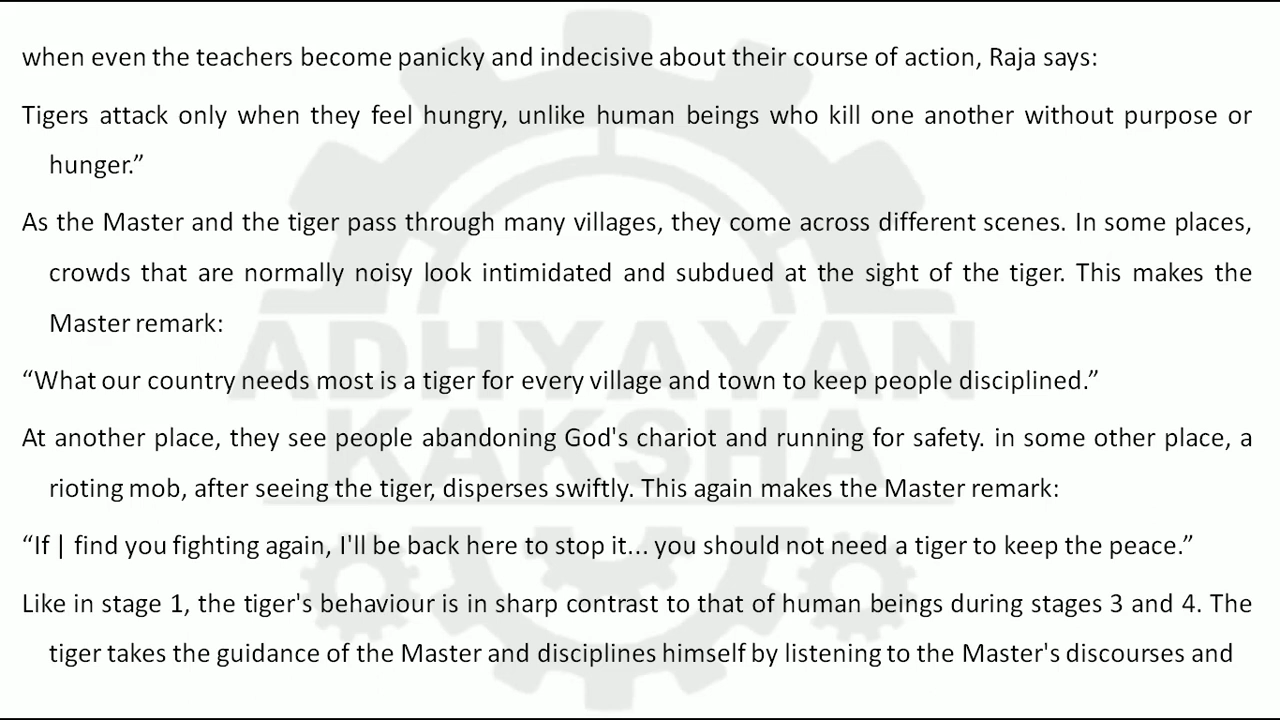 when even the teachers become panicky and indecisive about their course of action, Raja says:
Tigers attack only when they feel hungry, unlike human beings who kill one another without purpose or
hunger.”
As the Master and the tiger pass through many villages, they come across different scenes. In some places,
crowds that are normally noisy look intimidated and subdued at the sight of the tiger. This makes the
Master remark:
“What our country needs most is a tiger for every village and town to keep people disciplined.”
At another place, they see people abandoning God's chariot and running for safety. in some other place, a
rioting mob, after seeing the tiger, disperses swiftly. This again makes the Master remark:
“If | find you fighting again, I'll be back here to stop it... you should not need a tiger to keep the peace.”
Like in stage 1, the tiger's behaviour is in sharp contrast to that of human beings during stages 3 and 4. The
tiger takes the guidance of the Master and disciplines himself by listening to the Master's discourses and
ADHYAYAN
KAKSHA